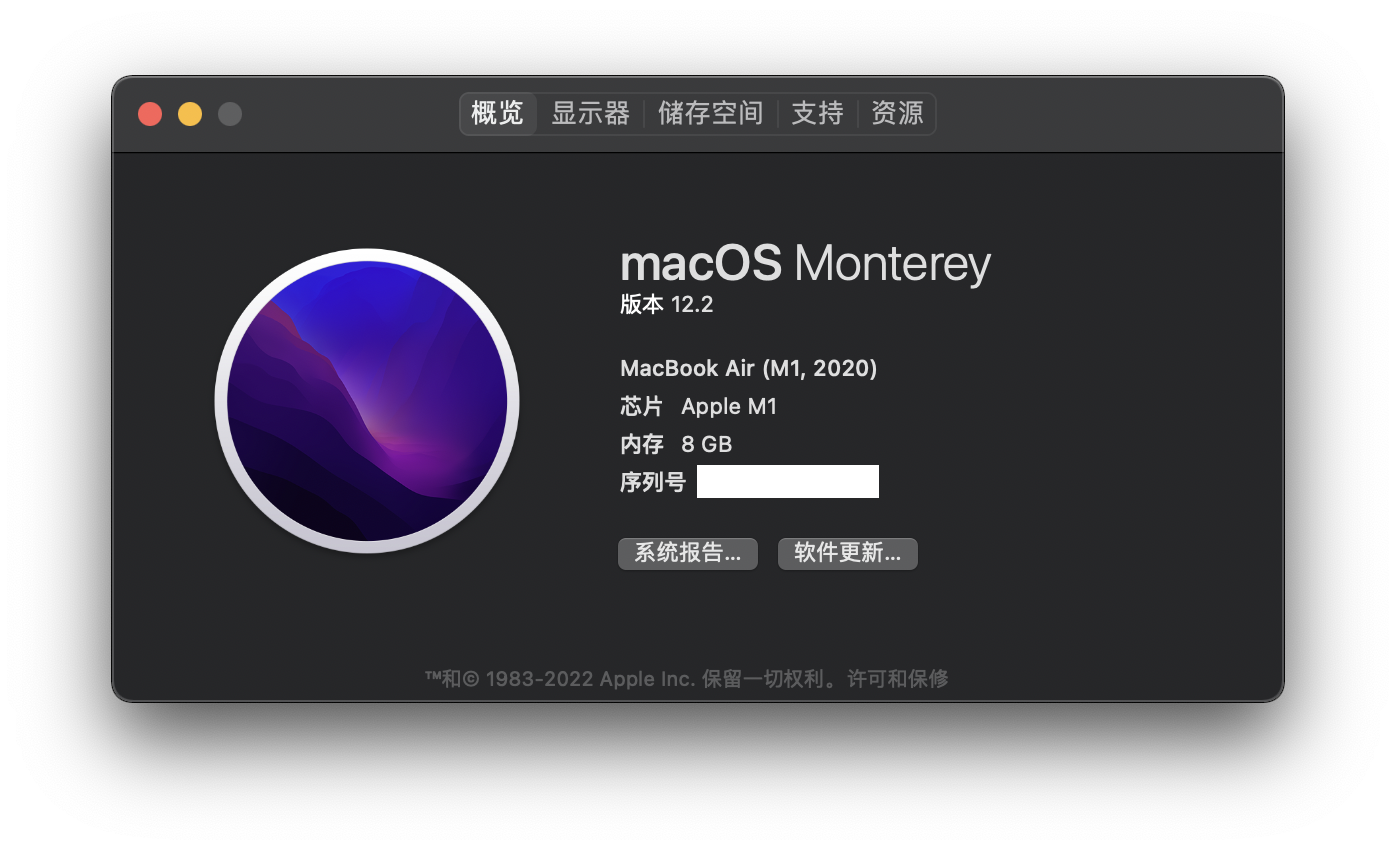 概览 显示器 储存空间 支持 资源
macOS Monterey
版本 12.2
MacBook Air (M1, 2020)
芯片 Apple M1
内存 8 GB
序列号
系统报告... 软件更新...
™和© 1983-2022 Apple Inc. 保留一切权利。许可和保修